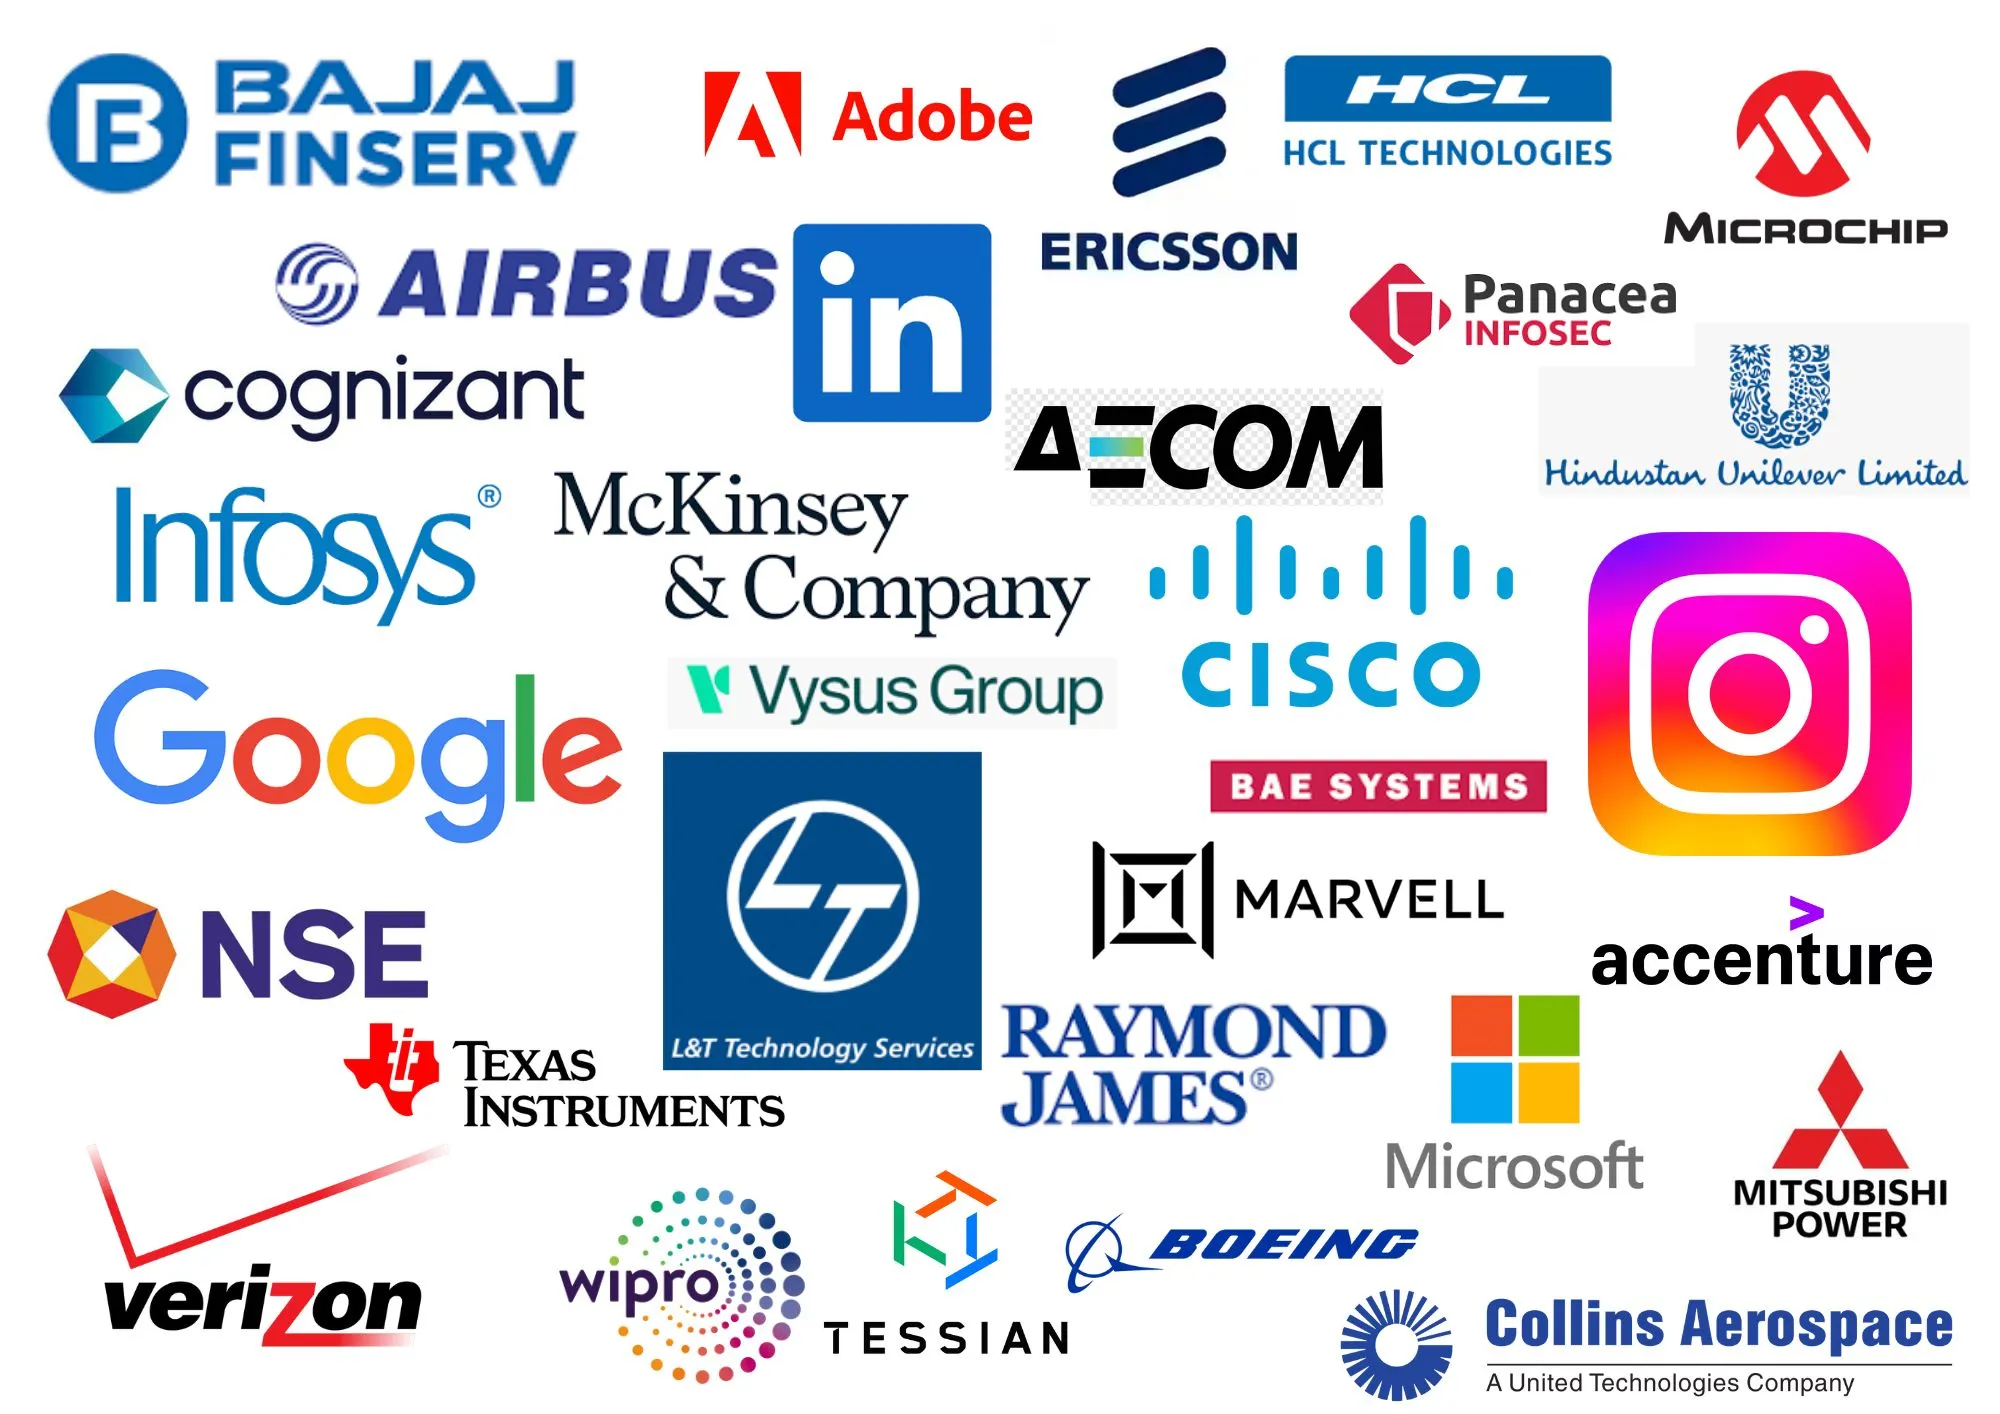 BAJAJ
FINSERV
Adobe
ERICSSON
HCL
HCL TECHNOLOGIES
MICROCHIP
AIRBUS
in
Panacea
INFOSEC
cognizant
AECOM
Hindustan Unilever Limited
Infosys®
McKinsey
& Company
CISCO
Google
Vysus Group
BAE SYSTEMS
LT
L&T Technology Services
MARVELL
NSE
accenture
TEXAS
INSTRUMENTS
RAYMOND
JAMES®
Microsoft
MITSUBISHI
POWER
verizon
wipro
TESSIAN
BOEING
Collins Aerospace
A United Technologies Company